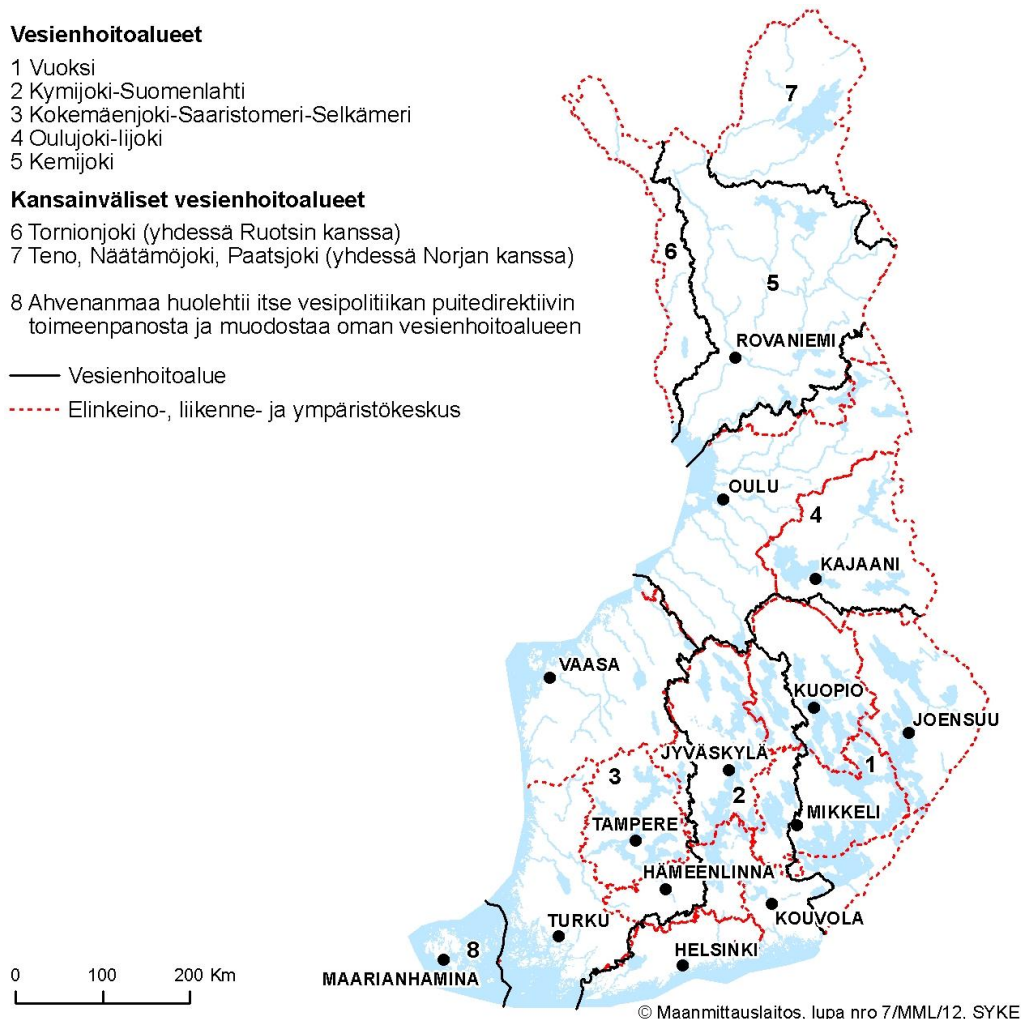 Vesienhoitoalueet
1 Vuoksi
2 Kymijoki-Suomenlahti
3 Kokemäenjoki-Saaristomeri-Selkämeri
4 Oulujoki-Iijoki
5 Kemijoki
Kansainväliset vesienhoitoalueet
6 Tornionjoki (yhdessä Ruotsin kanssa)
7 Teno, Näätämöjoki, Paatsjoki (yhdessä Norjan kanssa)
8 Ahvenanmaa huolehtii itse vesipolitiikan puitedirektiivin
toimeenpanosta ja muodostaa oman vesienhoitoalueen
Vesienhoitoalue
Elinkeino-, liikenne- ja ympäristökeskus
7
6
5
ROVANIEMI
OULU
4
KAJAANI
VAASA
KUOPIO
JOENSUU
JYVÄSKYLÄ
1
3
2
MIKKELI
TAMPERE
HÄMEENLINNA
KOUVOLA
TURKU
HELSINKI
8
MAARIANHAMINA
0 100 200 Km
© Maanmittauslaitos, lupa nro 7/MML/12, SYKE